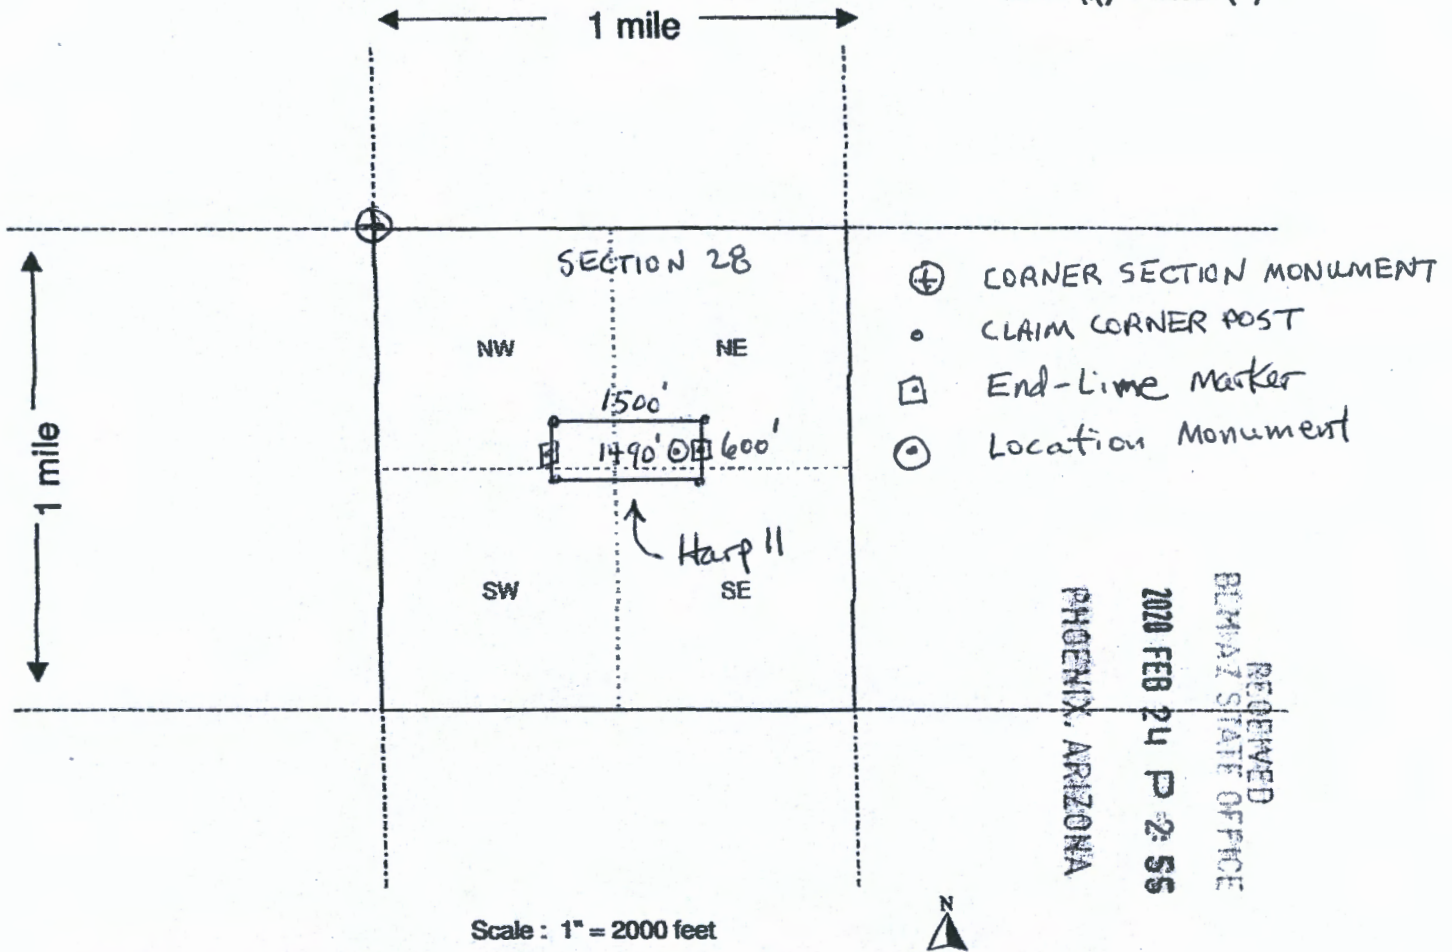 1 mile
1 mile
SECTION 28
NW
NE
1500'
1490'
600'
Harp 11
SW
SE
CORNER SECTION MONUMENT
CLAIM CORNER POST
End-Lime Marker
Location Monument
RECEIVED
BLM AZ STATE OFFICE
2020 FEB 24 P 2:55
PHOENIX, ARIZONA
Scale : 1" = 2000 feet
N